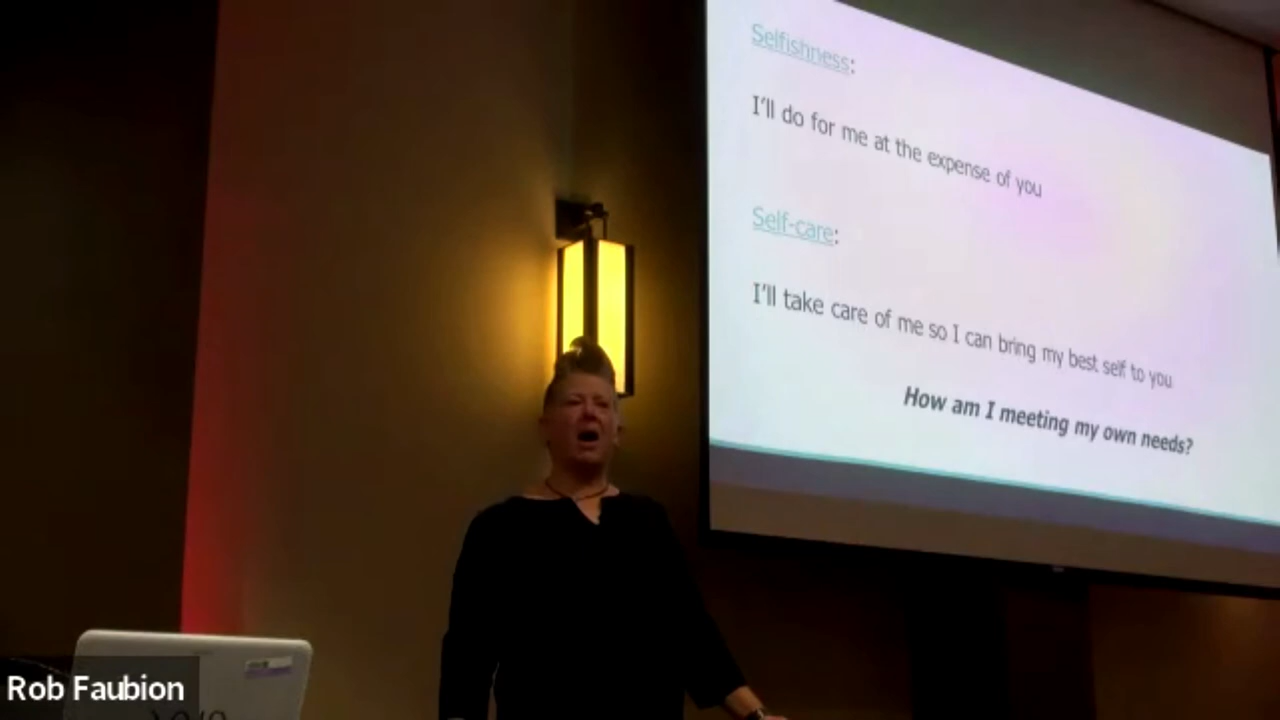 Selfishness:
I'll do for me at the expense of you
Self-care:
I'll take care of me so I can bring my best self to you
How am I meeting my own needs?
Rob Faubion